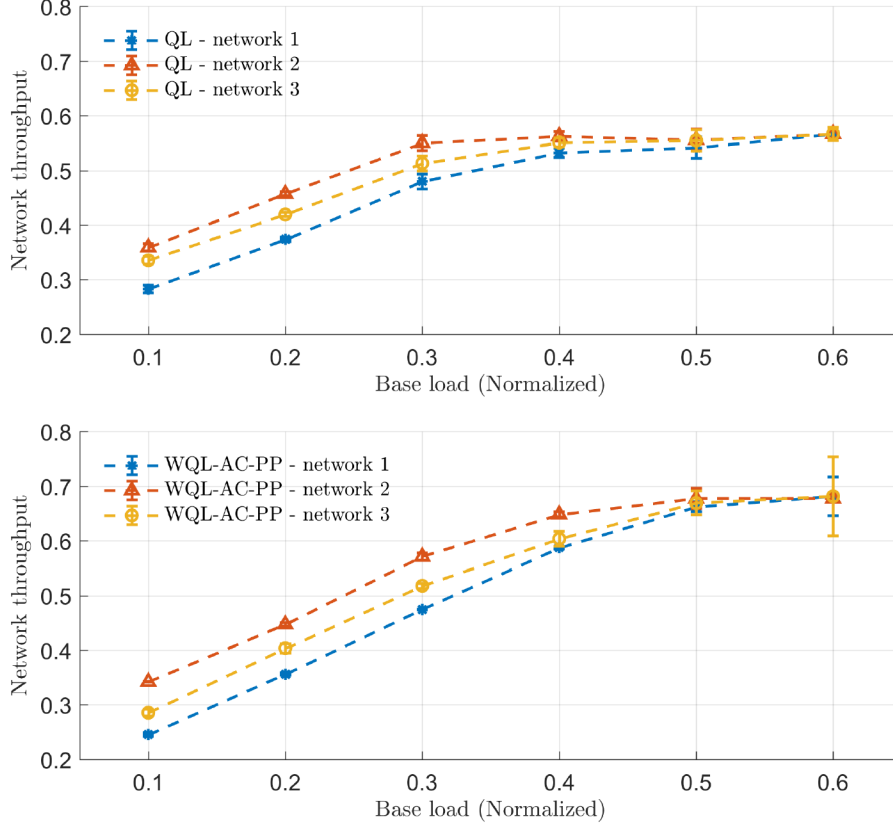 0.8
0.7
0.6
0.5
0.4
0.3
0.2
Network throughput
QL - network 1
QL - network 2
QL - network 3
0.1 0.2 0.3 0.4 0.5 0.6
Base load (Normalized)
0.8
0.7
0.6
0.5
0.4
0.3
0.2
Network throughput
WQL-AC-PP - network 1
WQL-AC-PP - network 2
WQL-AC-PP - network 3
0.1 0.2 0.3 0.4 0.5 0.6
Base load (Normalized)